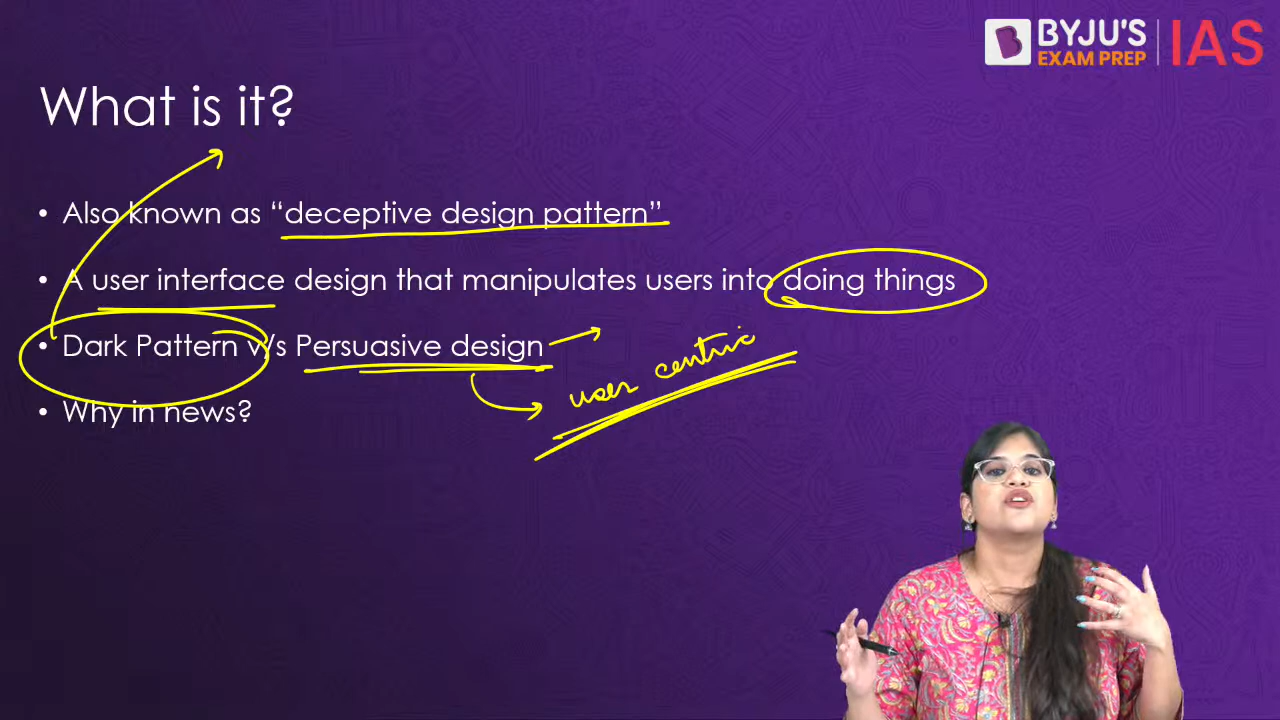 BYJU'S IAS
EXAM PREP
What is it?
• Also known as “deceptive design pattern”
• A user interface design that manipulates users into doing things
• Dark Pattern v/s Persuasive design
user centric
• Why in news?